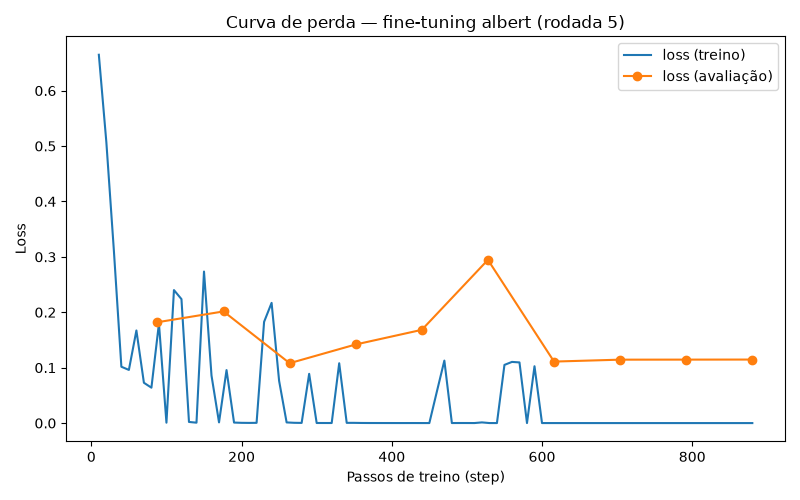 Curva de perda — fine-tuning albert (rodada 5)
loss (treino)
loss (avaliação)
Loss
0.6
0.5
0.4
0.3
0.2
0.1
0.0
0
200
400
600
800
Passos de treino (step)